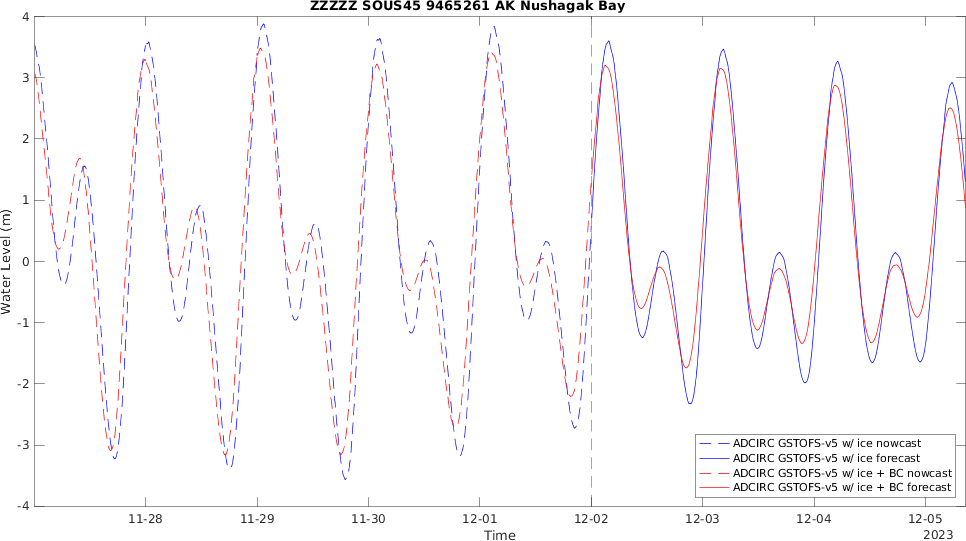 ZZZZZ SOUS45 9465261 AK Nushagak Bay
4
3
2
1
0
-1
-2
-3
-4
Water Level (m)
11-28
11-29
11-30
12-01
12-02
12-03
12-04
12-05
Time
2023
ADCIRC GSTOFS-v5 w/ ice nowcast
ADCIRC GSTOFS-v5 w/ ice forecast
ADCIRC GSTOFS-v5 w/ ice + BC nowcast
ADCIRC GSTOFS-v5 w/ ice + BC forecast